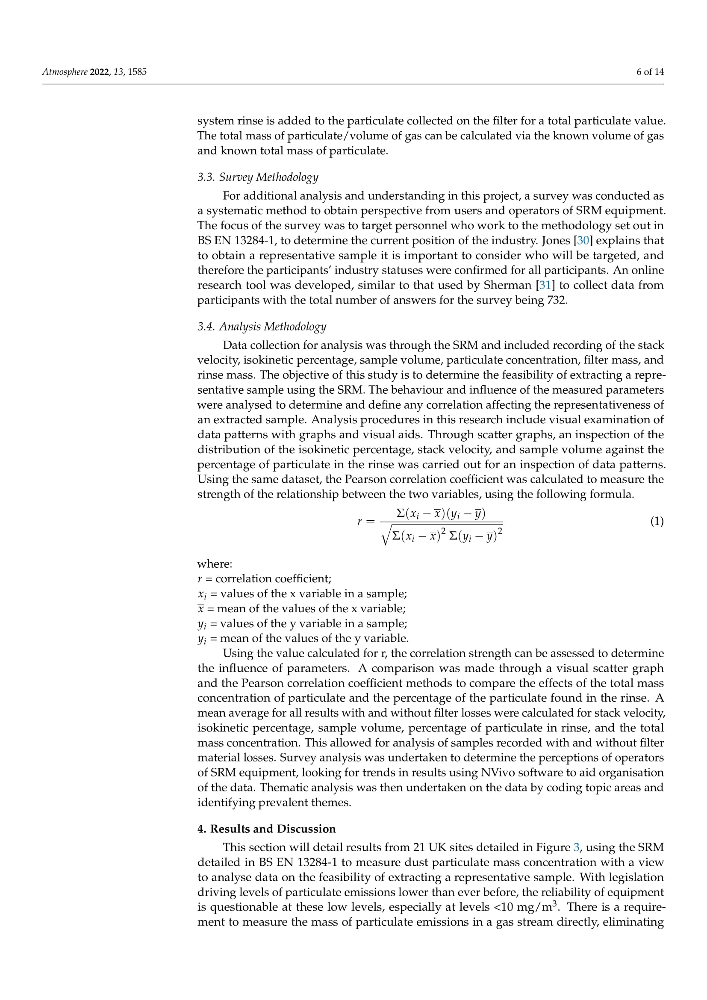 Atmosphere 2022, 13, 1585
6 of 14
system rinse is added to the particulate collected on the filter for a total particulate value.
The total mass of particulate/volume of gas can be calculated via the known volume of gas
and known total mass of particulate.
3.3. Survey Methodology
For additional analysis and understanding in this project, a survey was conducted as
a systematic method to obtain perspective from users and operators of SRM equipment.
The focus of the survey was to target personnel who work to the methodology set out in
BS EN 13284-1, to determine the current position of the industry. Jones [30] explains that
to obtain a representative sample it is important to consider who will be targeted, and
therefore the participants’ industry statuses were confirmed for all participants. An online
research tool was developed, similar to that used by Sherman [31] to collect data from
participants with the total number of answers for the survey being 732.
3.4. Analysis Methodology
Data collection for analysis was through the SRM and included recording of the stack
velocity, isokinetic percentage, sample volume, particulate concentration, filter mass, and
rinse mass. The objective of this study is to determine the feasibility of extracting a repre-
sentative sample using the SRM. The behaviour and influence of the measured parameters
were analysed to determine and define any correlation affecting the representativeness of
an extracted sample. Analysis procedures in this research include visual examination of
data patterns with graphs and visual aids. Through scatter graphs, an inspection of the
distribution of the isokinetic percentage, stack velocity, and sample volume against the
percentage of particulate in the rinse was carried out for an inspection of data patterns.
Using the same dataset, the Pearson correlation coefficient was calculated to measure the
strength of the relationship between the two variables, using the following formula.
r = Σ(xᵢ − x̄)(yᵢ − ȳ) / √(Σ(xᵢ − x̄)² Σ(yᵢ − ȳ)²) (1)
where:
r = correlation coefficient;
xᵢ = values of the x variable in a sample;
x̄ = mean of the values of the x variable;
yᵢ = values of the y variable in a sample;
yᵢ = mean of the values of the y variable.
Using the value calculated for r, the correlation strength can be assessed to determine
the influence of parameters. A comparison was made through a visual scatter graph
and the Pearson correlation coefficient methods to compare the effects of the total mass
concentration of particulate and the percentage of the particulate found in the rinse. A
mean average for all results with and without filter losses were calculated for stack velocity,
isokinetic percentage, sample volume, percentage of particulate in rinse, and the total
mass concentration. This allowed for analysis of samples recorded with and without filter
material losses. Survey analysis was undertaken to determine the perceptions of operators
of SRM equipment, looking for trends in results using NVivo software to aid organisation
of the data. Thematic analysis was then undertaken on the data by coding topic areas and
identifying prevalent themes.
4. Results and Discussion
This section will detail results from 21 UK sites detailed in Figure 3, using the SRM
detailed in BS EN 13284-1 to measure dust particulate mass concentration with a view
to analyse data on the feasibility of extracting a representative sample. With legislation
driving levels of particulate emissions lower than ever before, the reliability of equipment
is questionable at these low levels, especially at levels <10 mg/m³. There is a require-
ment to measure the mass of particulate emissions in a gas stream directly, eliminating